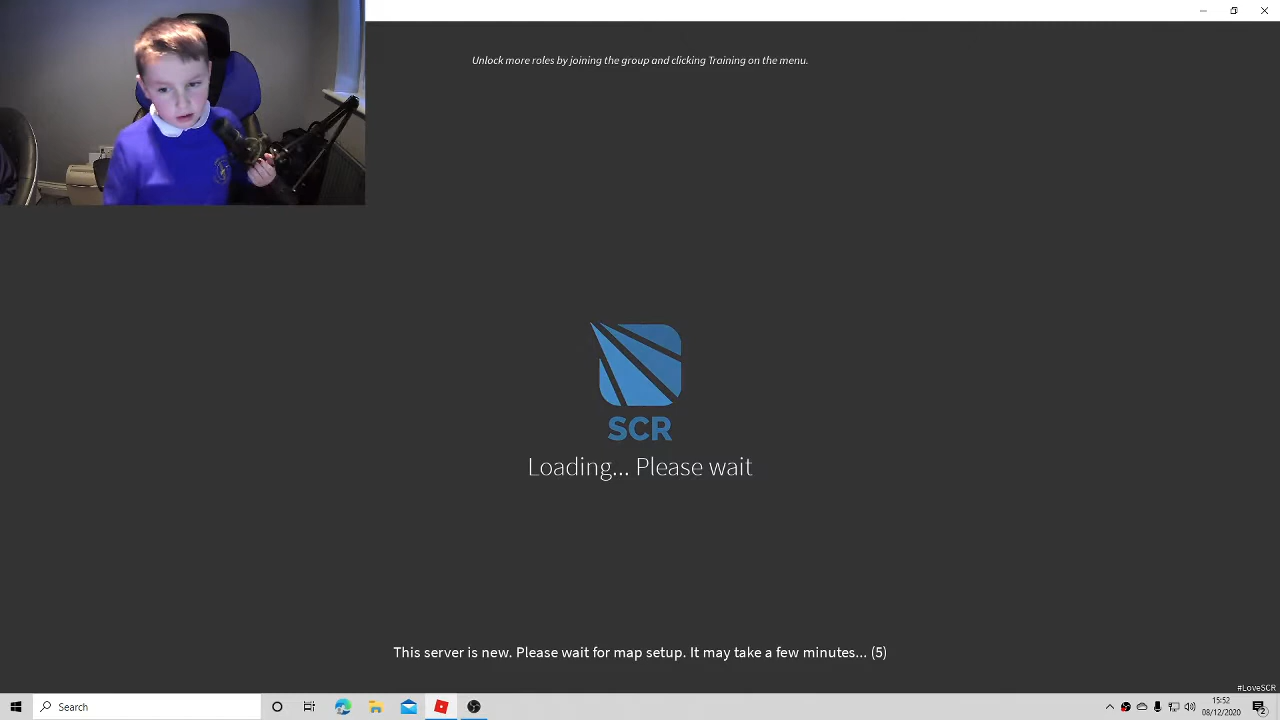 Unlock more roles by joining the group and clicking Training on the menu.
SCR
Loading... Please wait
This server is new. Please wait for map setup. It may take a few minutes... (5)
#LoveSCR
Search
15:52
08/12/2020
2